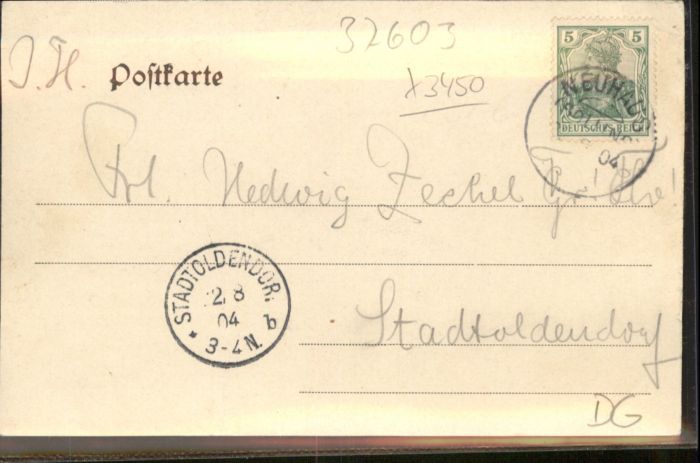 32603
J. H. Postkarte
x3450
5 5
DEUTSCHES REICH
NEUHAUS
04
Frl. Hedwig Zechel
STADTOLDENDORF
2. 8
04 b
* 3-4 N.
Stadtoldendorf
DG